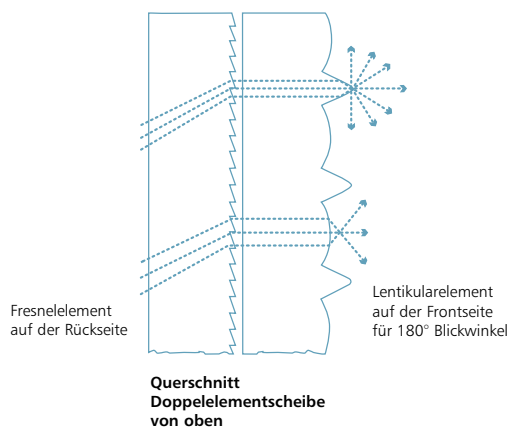 Fresnelelement
auf der Rückseite
Lentikularelement
auf der Frontseite
für 180° Blickwinkel
Querschnitt
Doppelelementscheibe
von oben